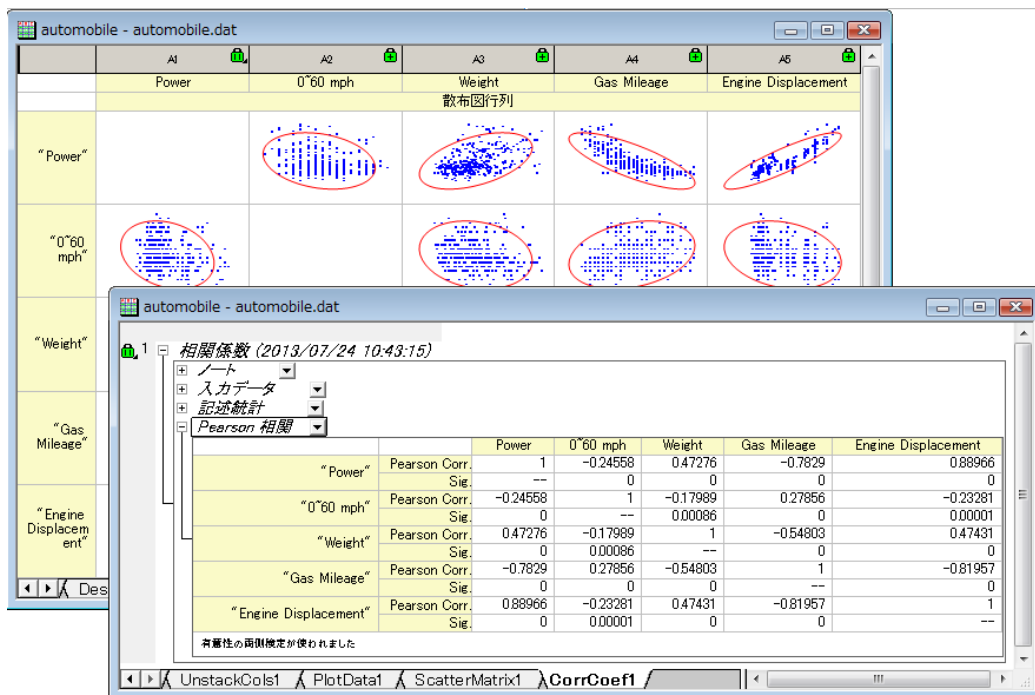 automobile - automobile.dat
A1 A2 A3 A4 A5
Power 0~60 mph Weight Gas Mileage Engine Displacement
散布図行列
"Power"
"0~60
mph"
"Weight"
"Gas
Mileage"
"Engine
Displacem
ent"
Des
automobile - automobile.dat
1 相関係数 (2013/07/24 10:43:15)
ノート
入力データ
記述統計
Pearson 相関
Power 0~60 mph Weight Gas Mileage Engine Displacement
"Power" Pearson Corr. 1 -0.24558 0.47276 -0.7829 0.88966
Sig. -- 0 0 0 0
"0~60 mph" Pearson Corr. -0.24558 1 -0.17989 0.27856 -0.23281
Sig. 0 -- 0.00086 0 0.00001
"Weight" Pearson Corr. 0.47276 -0.17989 1 -0.54803 0.47431
Sig. 0 0.00086 -- 0 0
"Gas Mileage" Pearson Corr. -0.7829 0.27856 -0.54803 1 -0.81957
Sig. 0 0 0 -- 0
"Engine Displacement" Pearson Corr. 0.88966 -0.23281 0.47431 -0.81957 1
Sig. 0 0.00001 0 0 --
有意性の両側検定が使われました
UnstackCols1 PlotData1 ScatterMatrix1 CorrCoef1